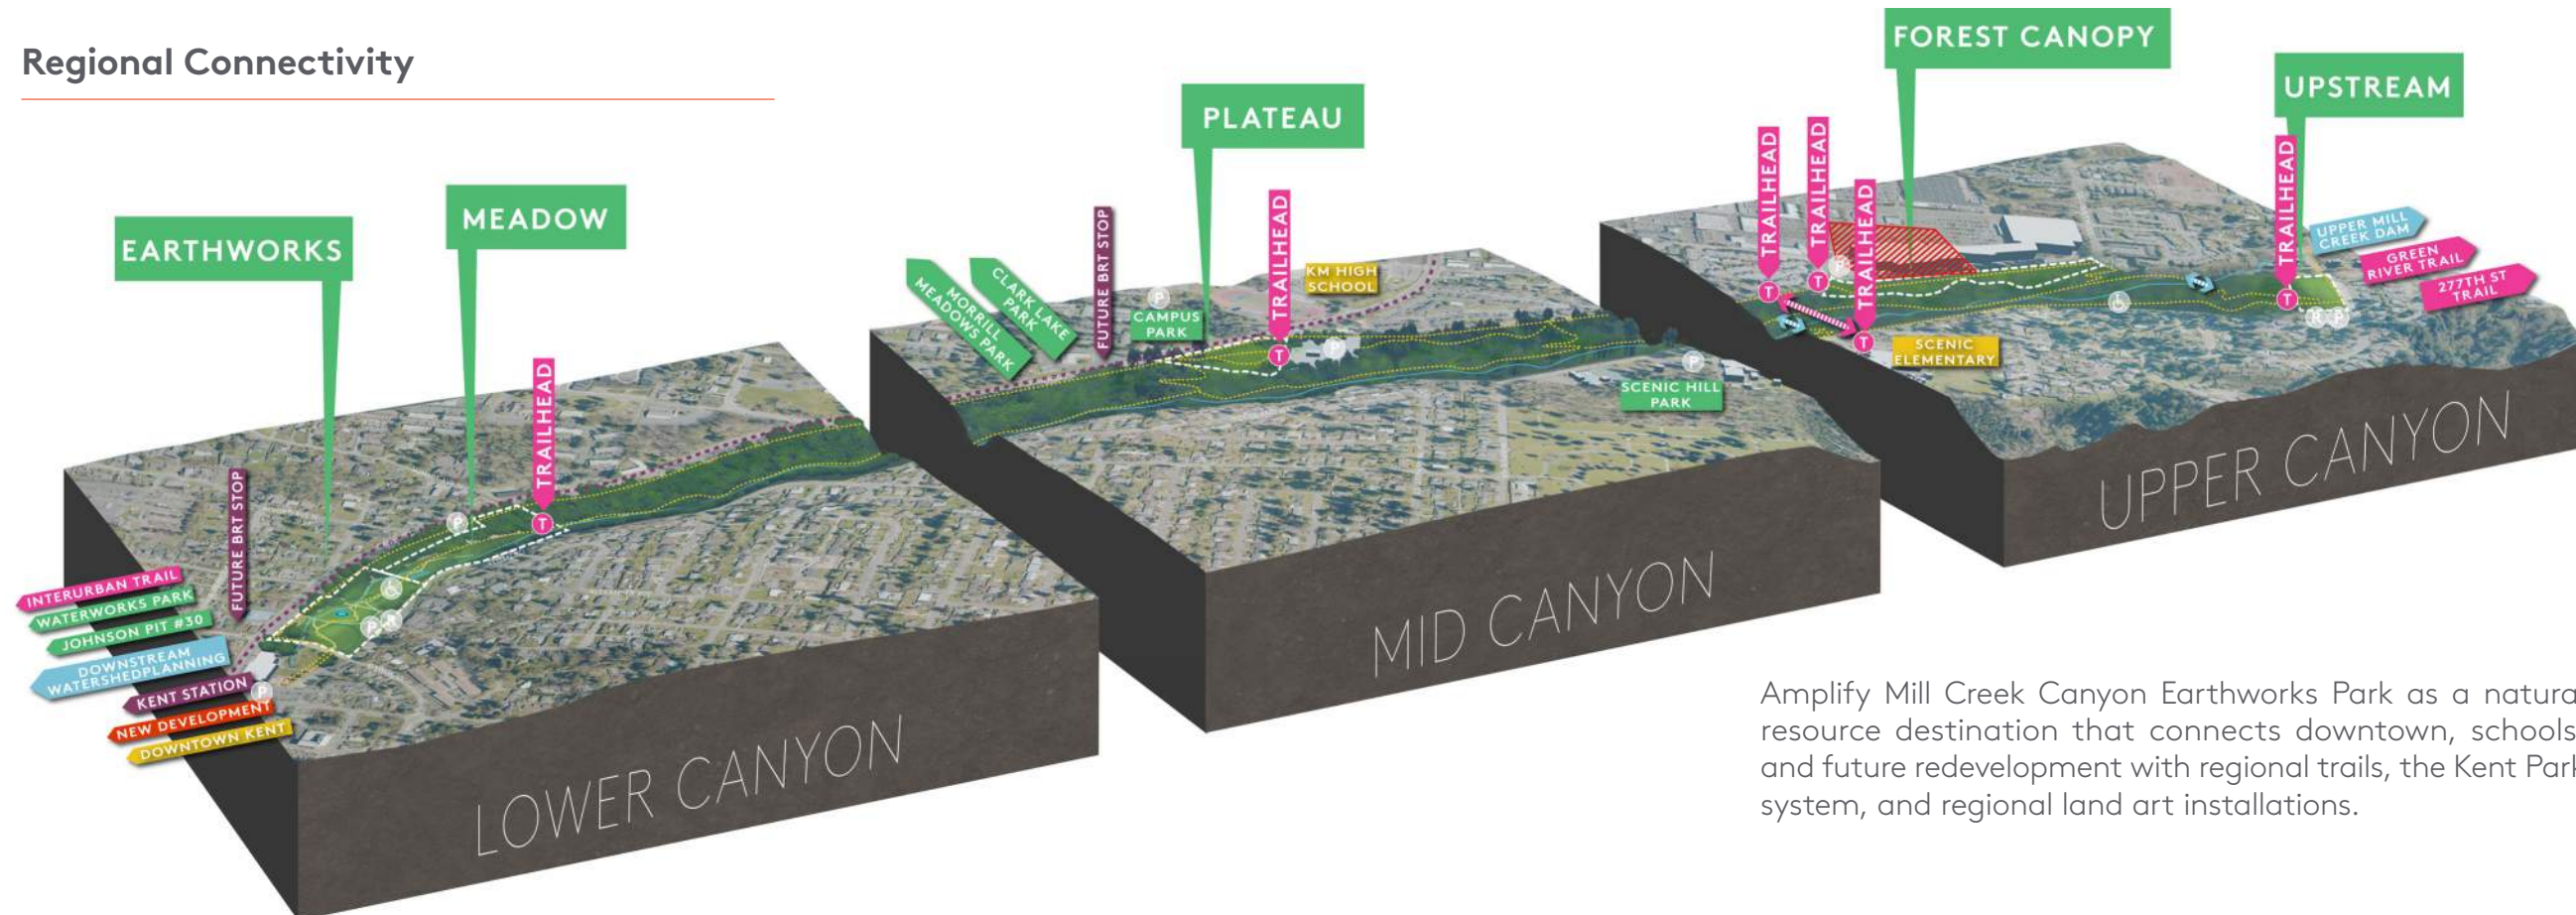 Regional Connectivity
EARTHWORKS
MEADOW
PLATEAU
FOREST CANOPY
UPSTREAM
FUTURE BRT STOP
TRAILHEAD
INTERURBAN TRAIL
WATERWORKS PARK
JOHNSON PIT #30
DOWNSTREAM
WATERSHEDPLANNING
KENT STATION
NEW DEVELOPMENT
DOWNTOWN KENT
P
T
P
R
P
LOWER CANYON
MORRILL
MEADOWS PARK
CLARK LAKE
PARK
FUTURE BRT STOP
P
CAMPUS
PARK
TRAILHEAD
T
P
KM HIGH
SCHOOL
P
SCENIC HILL
PARK
MID CANYON
TRAILHEAD
TRAILHEAD
TRAILHEAD
T
T
P
T
SCENIC
ELEMENTARY
TRAILHEAD
T
R
P
UPPER MILL
CREEK DAM
GREEN
RIVER TRAIL
277TH ST
TRAIL
UPPER CANYON
Amplify Mill Creek Canyon Earthworks Park as a natura
resource destination that connects downtown, schools
and future redevelopment with regional trails, the Kent Park
system, and regional land art installations.